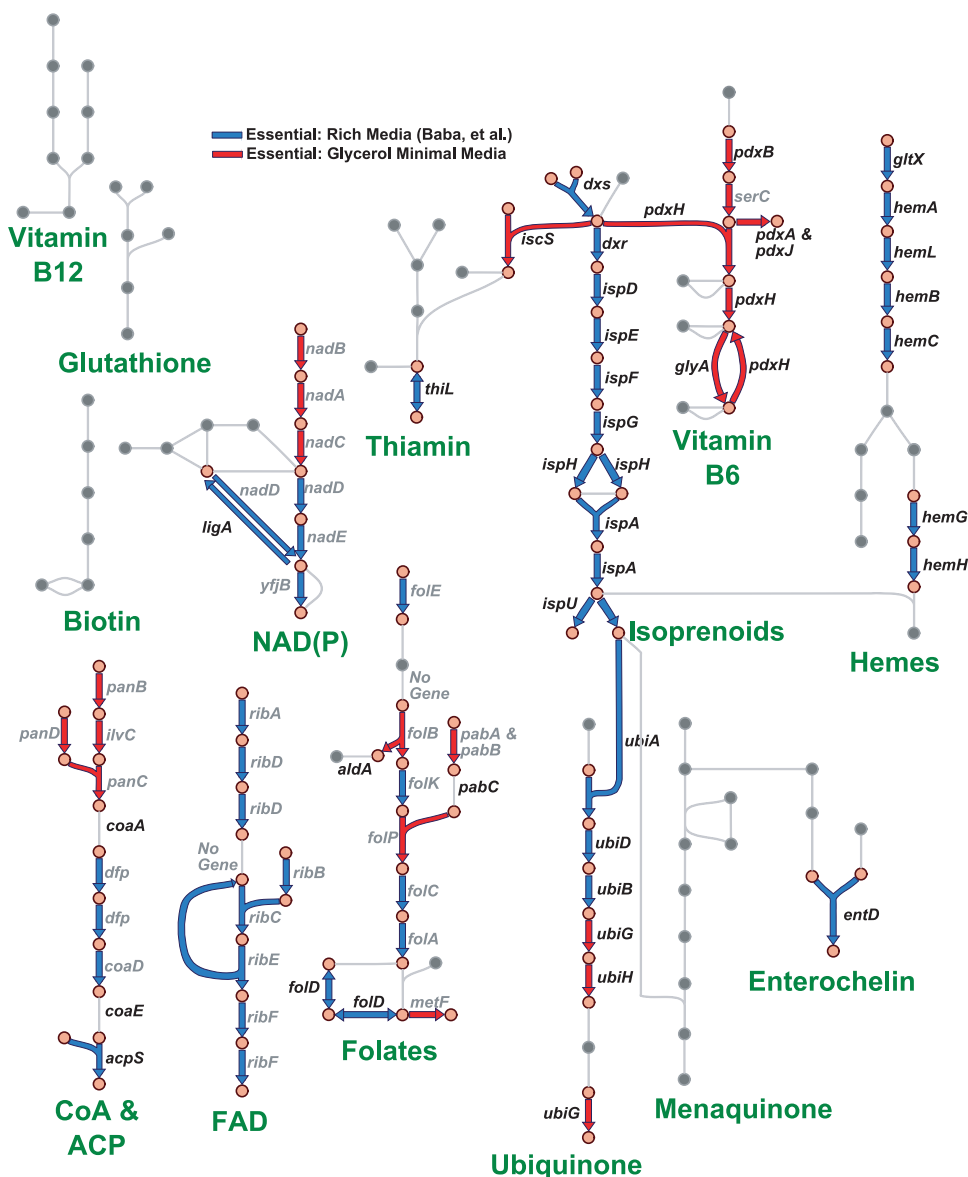 Essential: Rich Media (Baba, et al.)
Essential: Glycerol Minimal Media
Vitamin
B12
Glutathione
Biotin
nadB
nadA
nadC
nadD
nadD
ligA
nadE
yfjB
NAD(P)
iscS
thiL
Thiamin
dxs
pdxH
dxr
ispD
ispE
ispF
ispG
ispH
ispH
ispA
ispA
ispU
Isoprenoids
pdxB
serC
pdxA &
pdxJ
pdxH
glyA
pdxH
Vitamin
B6
gltX
hemA
hemL
hemB
hemC
hemG
hemH
Hemes
panB
panD
ilvC
panC
coaA
dfp
dfp
coaD
coaE
acpS
CoA &
ACP
ribA
ribD
ribD
No
Gene
ribB
ribC
ribE
ribF
ribF
FAD
folE
No
Gene
folB
pabA &
pabB
aldA
folK
pabC
folP
folC
folA
folD
folD
metF
Folates
ubiA
ubiD
ubiB
ubiG
ubiH
ubiG
Ubiquinone
Menaquinone
entD
Enterochelin